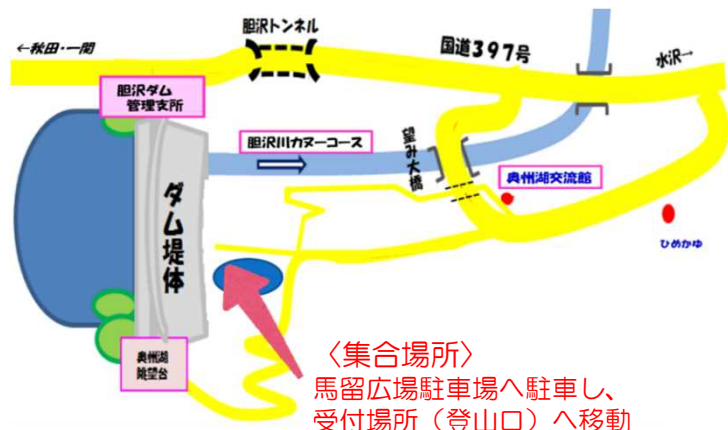 胆沢トンネル
←秋田・一関
国道397号
水沢→
胆沢ダム
管理支所
胆沢川カヌーコース
望み大橋
奥州湖交流館
ダム堤体
ひめかゆ
奥州湖
眺望台
〈集合場所〉
馬留広場駐車場へ駐車し、
受付場所（登山口）へ移動